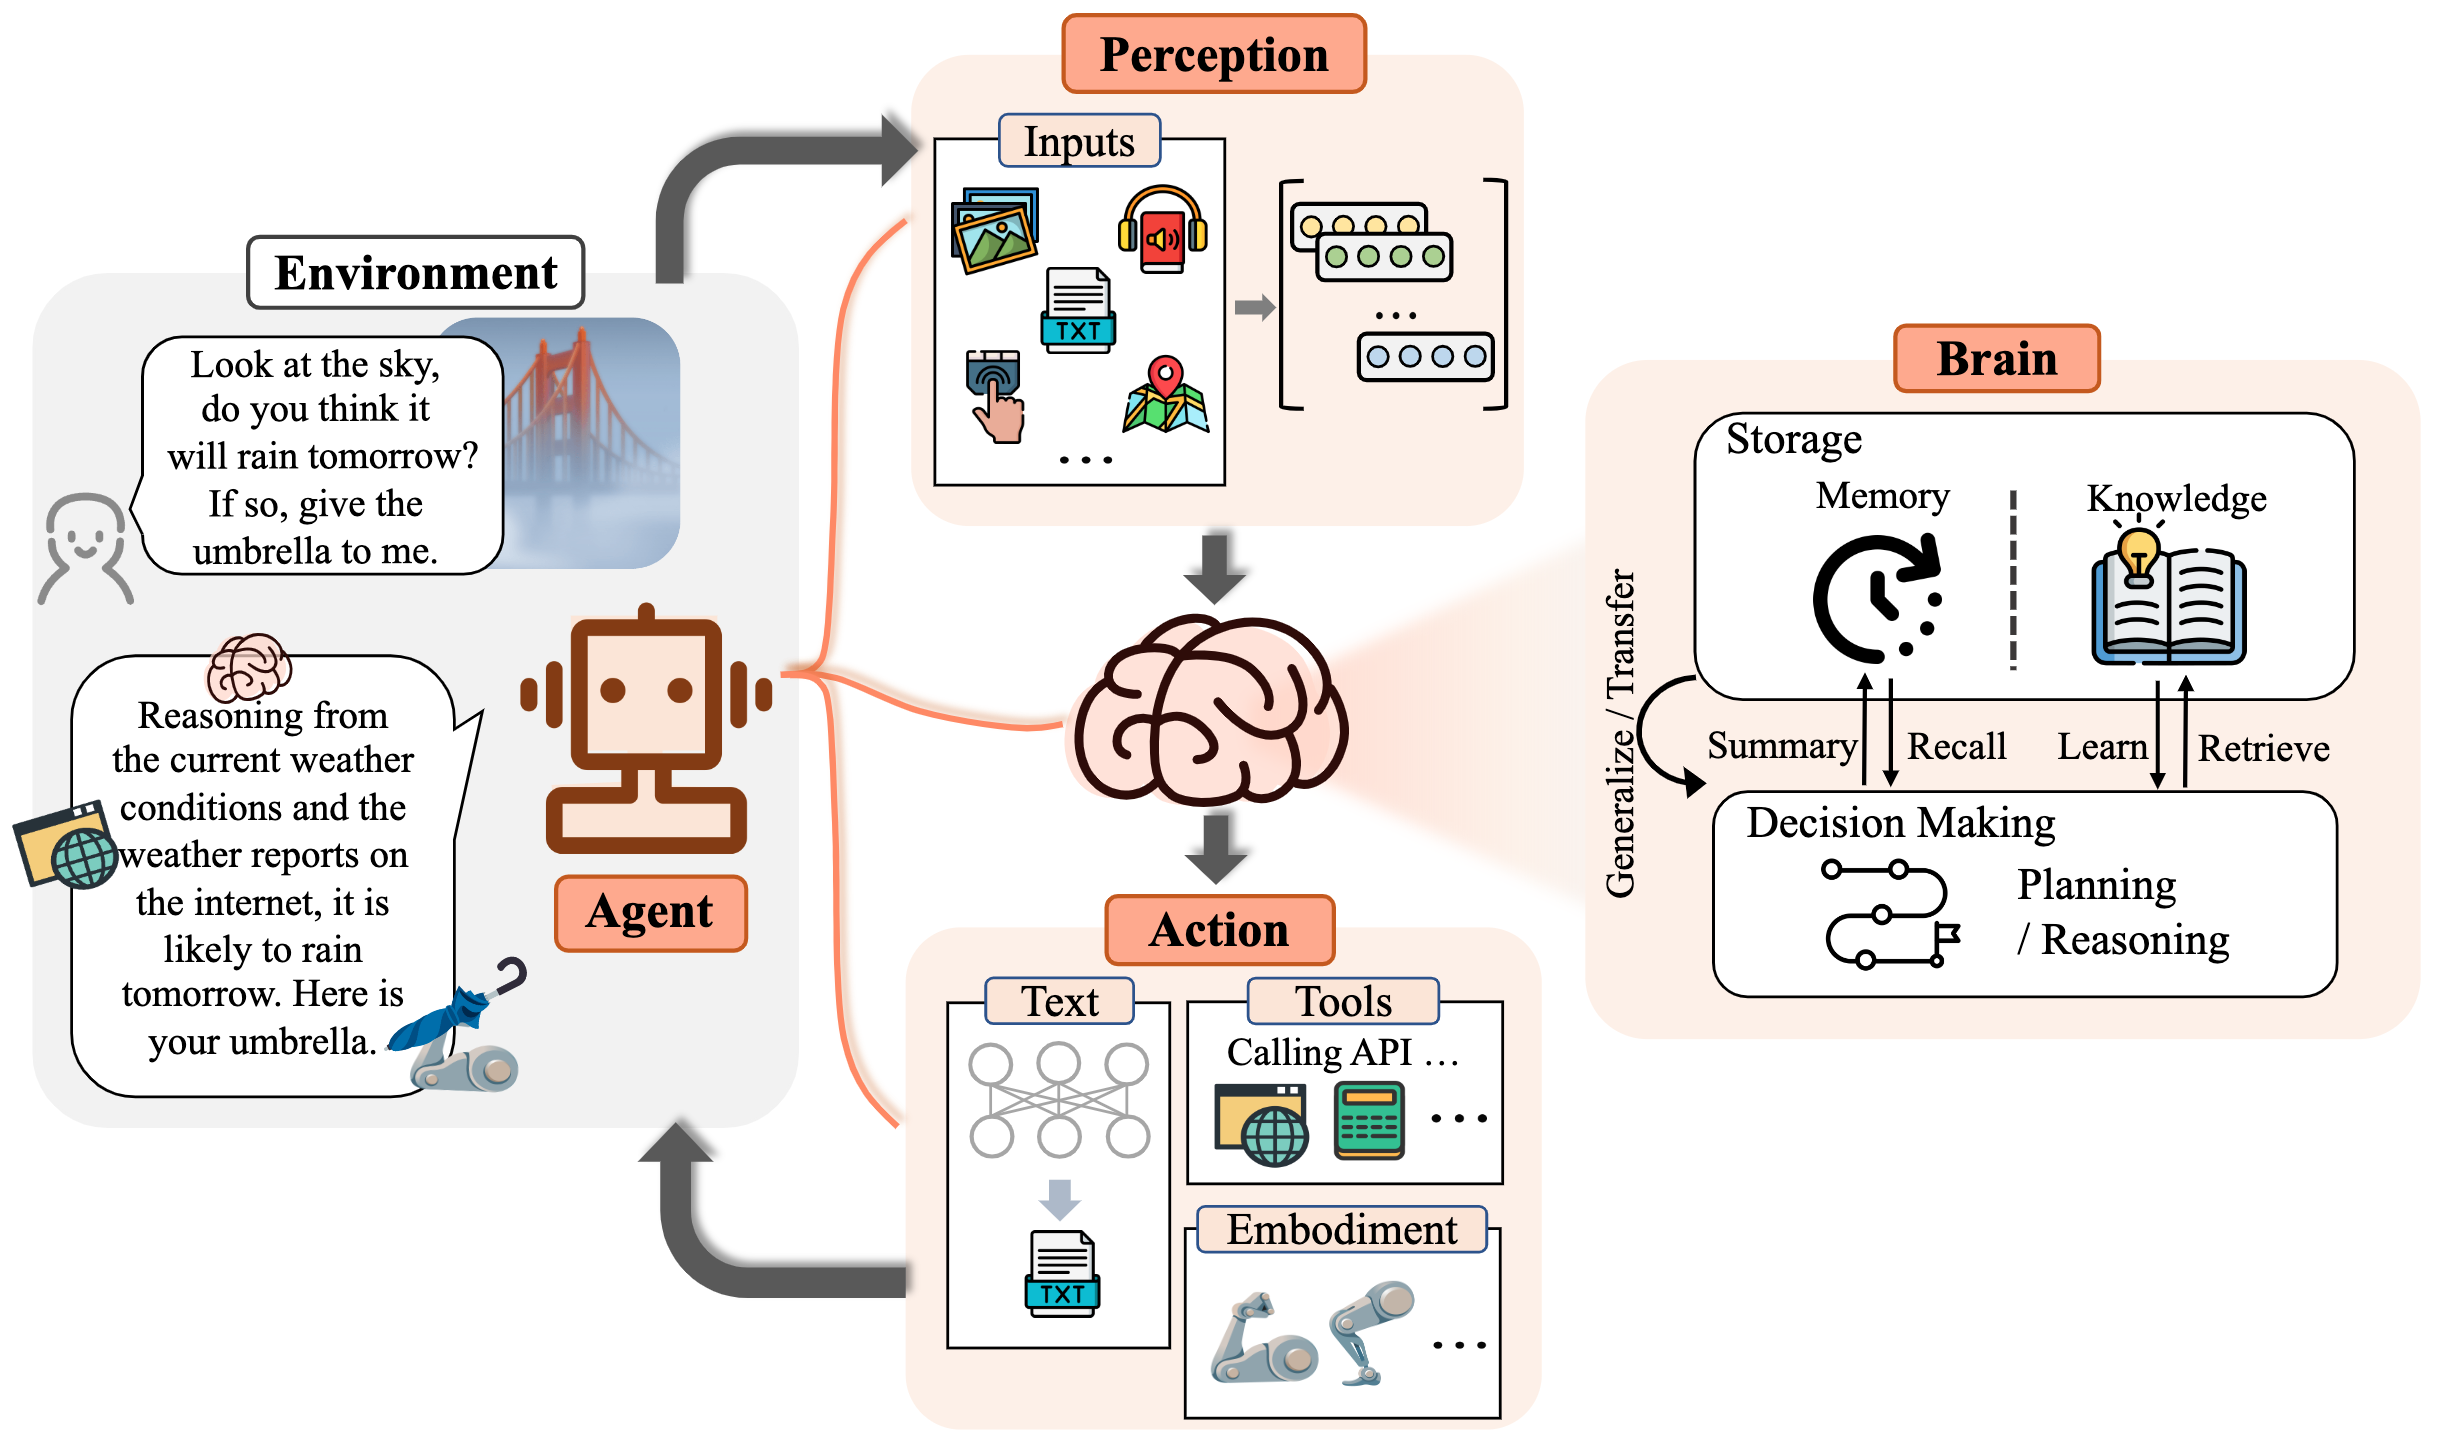 Perception
Inputs
TXT
Environment
Look at the sky,
do you think it
will rain tomorrow?
If so, give the
umbrella to me.
Reasoning from
the current weather
conditions and the
weather reports on
the internet, it is
likely to rain
tomorrow. Here is
your umbrella.
Agent
Brain
Storage
Memory
Knowledge
Generalize / Transfer
Summary
Recall
Learn
Retrieve
Decision Making
Planning
/ Reasoning
Action
Text
TXT
Tools
Calling API ...
Embodiment